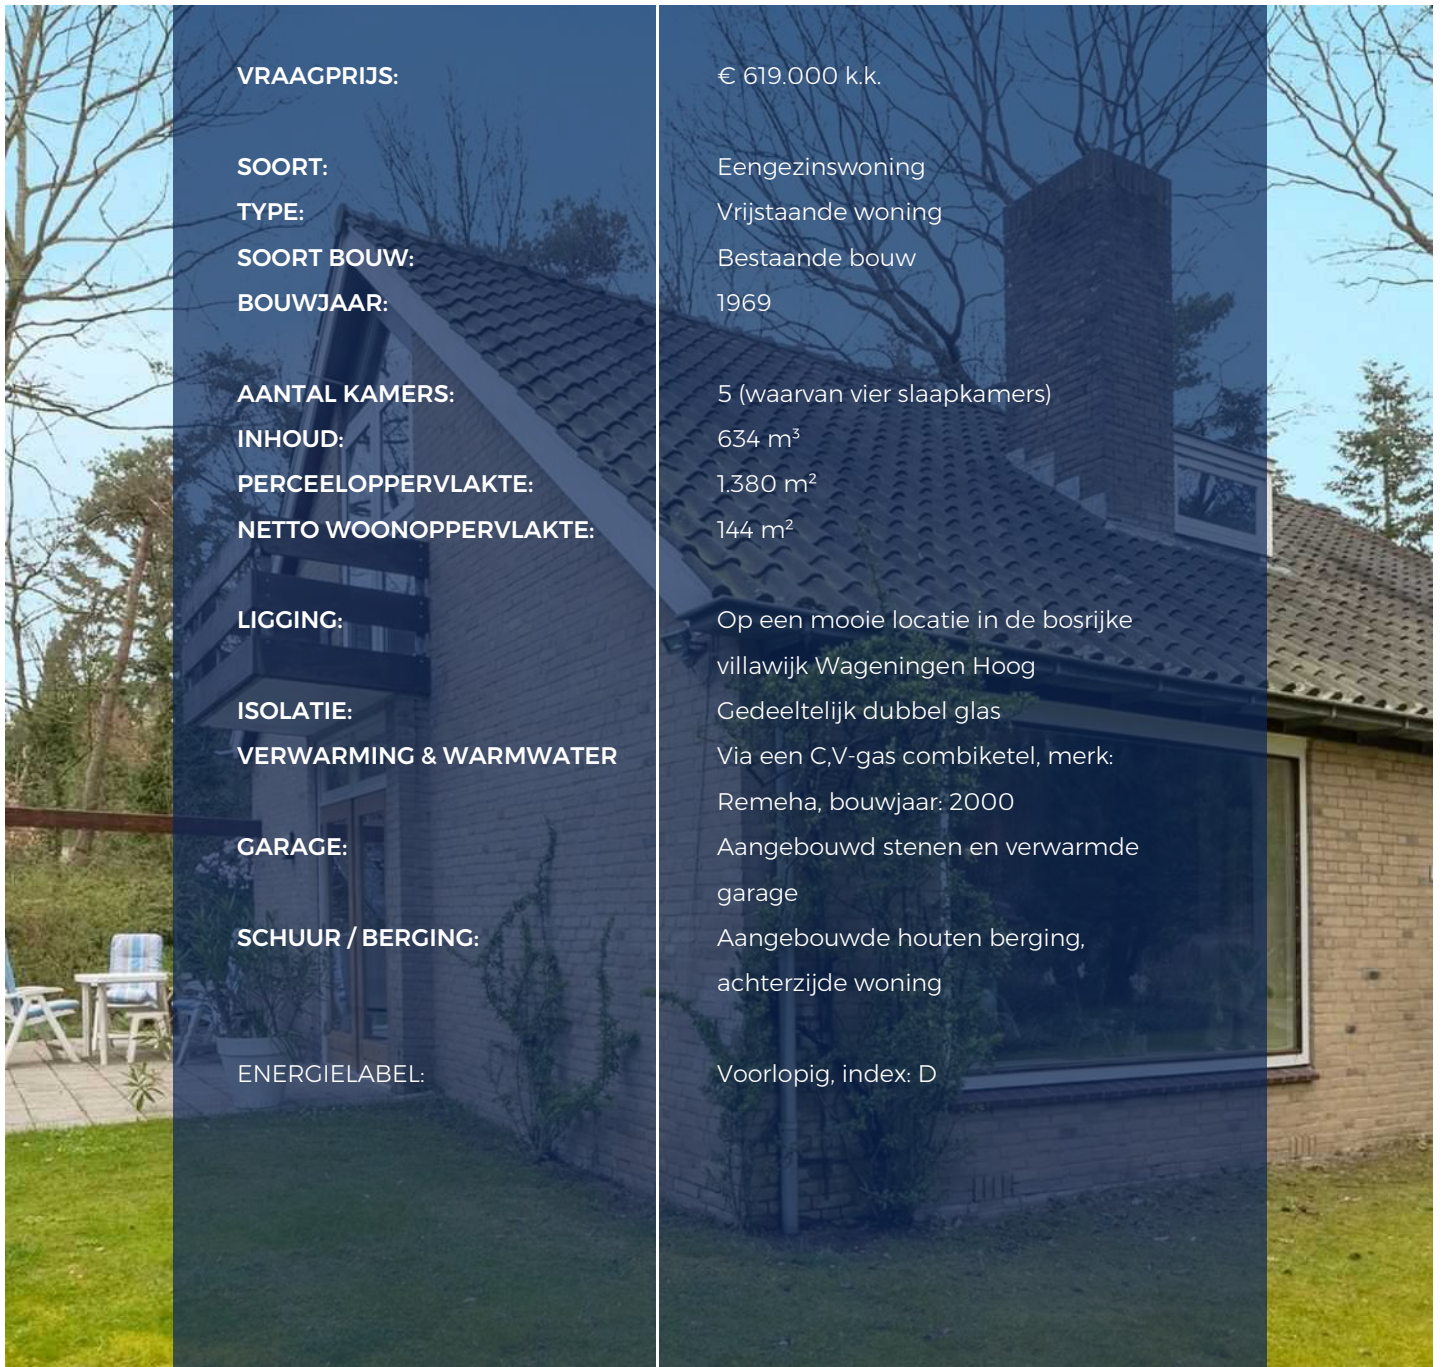 VRAAGPRIJS: € 619.000 k.k.
SOORT: Eengezinswoning
TYPE: Vrijstaande woning
SOORT BOUW: Bestaande bouw
BOUWJAAR: 1969
AANTAL KAMERS: 5 (waarvan vier slaapkamers)
INHOUD: 634 m³
PERCEELOPPERVLAKTE: 1.380 m²
NETTO WOONOPPERVLAKTE: 144 m²
LIGGING: Op een mooie locatie in de bosrijke
villawijk Wageningen Hoog
ISOLATIE: Gedeeltelijk dubbel glas
VERWARMING & WARMWATER Via een C,V-gas combiketel, merk:
Remeha, bouwjaar: 2000
GARAGE: Aangebouwd stenen en verwarmde
garage
SCHUUR / BERGING: Aangebouwde houten berging,
achterzijde woning
ENERGIELABEL: Voorlopig, index: D